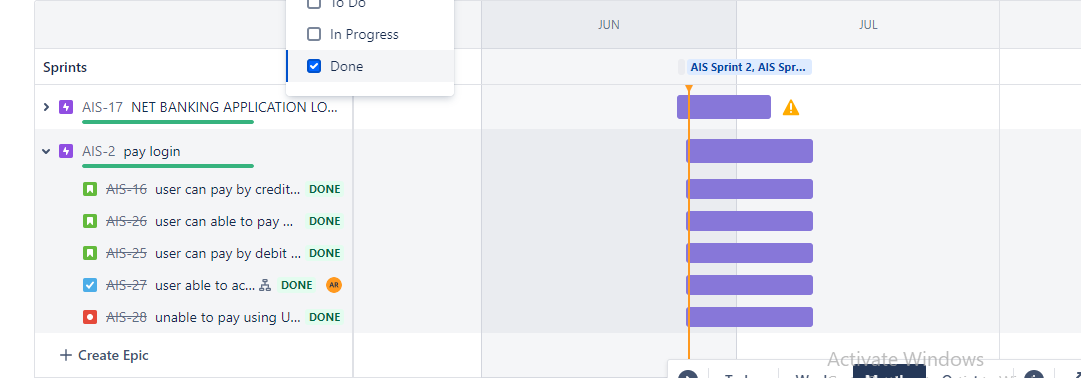 To Do
In Progress
Done
JUN
JUL
Sprints
AIS Sprint 2, AIS Spr...
AIS-17 NET BANKING APPLICATION LO...
AIS-2 pay login
AIS-16 user can pay by credit... DONE
AIS-26 user can able to pay ... DONE
AIS-25 user can pay by debit ... DONE
AIS-27 user able to ac... DONE AR
AIS-28 unable to pay using U... DONE
+ Create Epic
Activate Windows